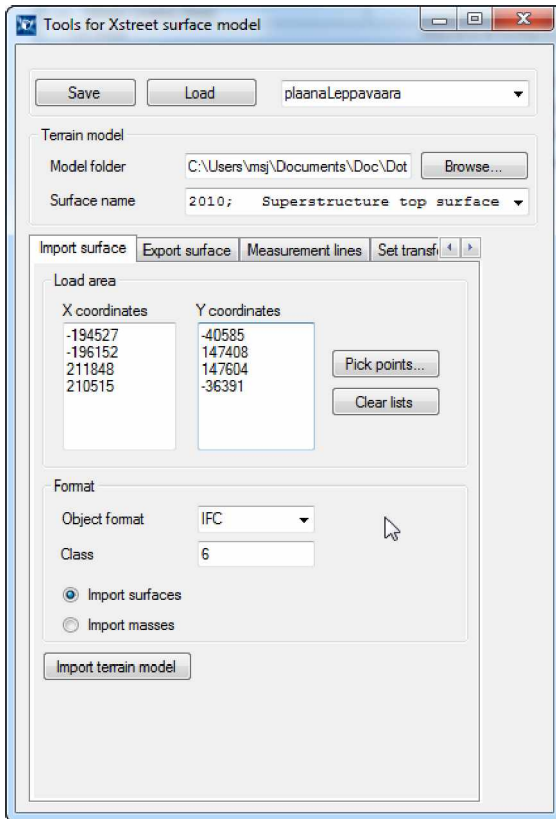 Tools for Xstreet surface model
Save Load plaanaLeppavaara
Terrain model
Model folder C:\Users\msj\Documents\Doc\Dot Browse...
Surface name 2010; Superstructure top surface
Import surface Export surface Measurement lines Set transf
Load area
X coordinates Y coordinates
-194527 -40585
-196152 147408
211848 147604
210515 -36391
Pick points...
Clear lists
Format
Object format IFC
Class 6
Import surfaces
Import masses
Import terrain model